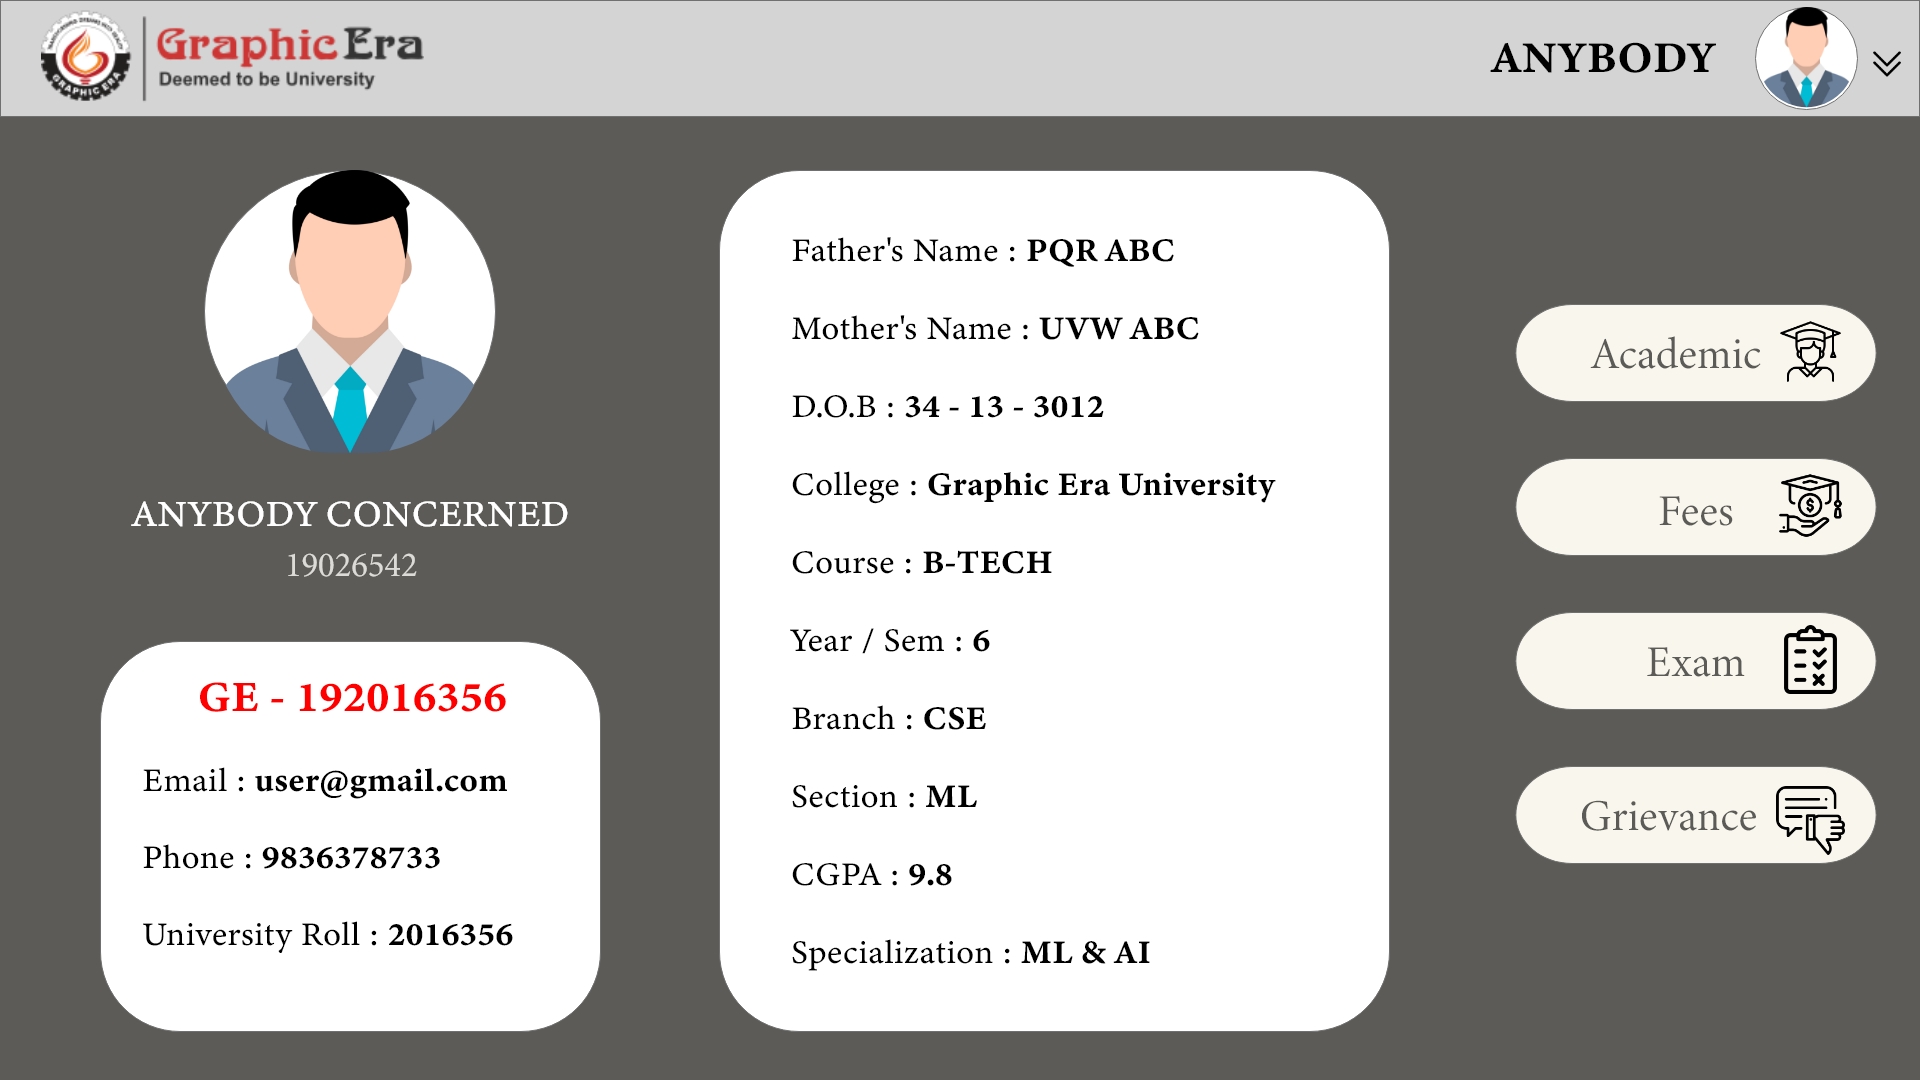 Graphic Era
Deemed to be University
GRAPHIC ERA
ANYBODY
ANYBODY CONCERNED
19026542
GE - 192016356
Email : user@gmail.com
Phone : 9836378733
University Roll : 2016356
Father's Name : PQR ABC
Mother's Name : UVW ABC
D.O.B : 34 - 13 - 3012
College : Graphic Era University
Course : B-TECH
Year / Sem : 6
Branch : CSE
Section : ML
CGPA : 9.8
Specialization : ML & AI
Academic
Fees
$
Exam
Grievance